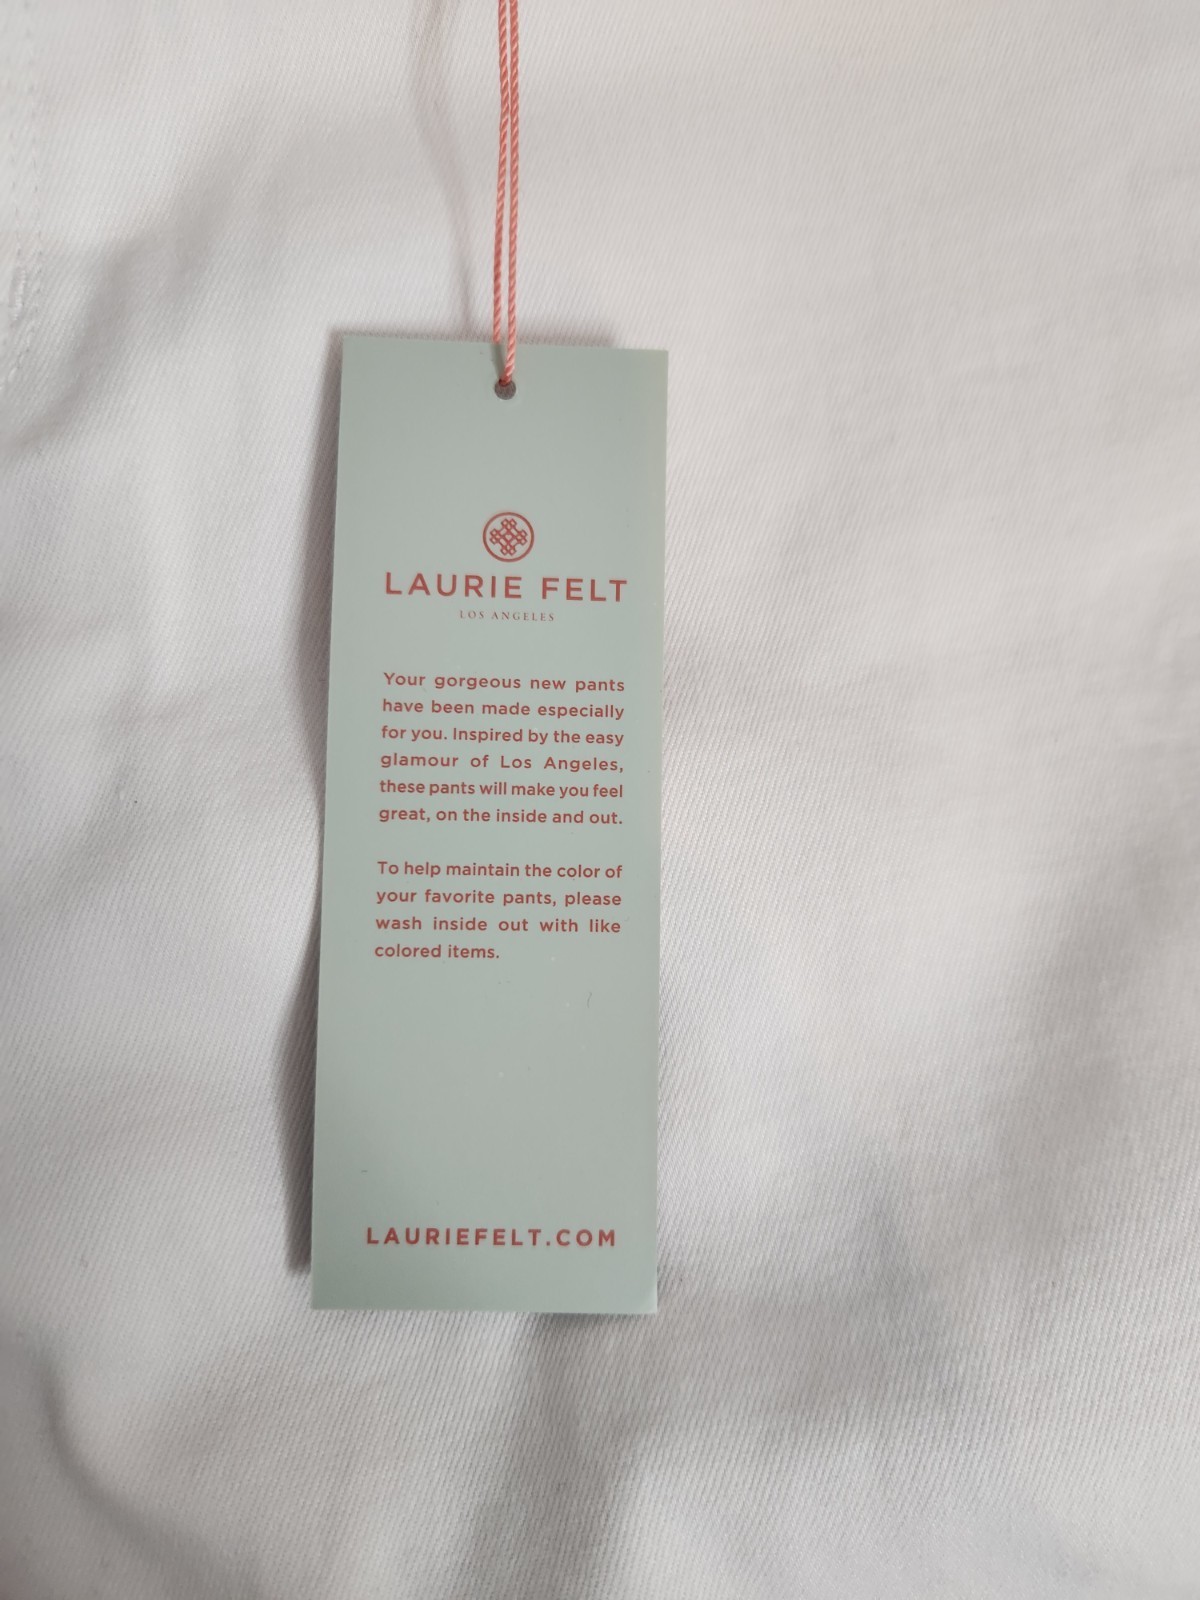 LAURIE FELT
LOS ANGELES
Your gorgeous new pants
have been made especially
for you. Inspired by the easy
glamour of Los Angeles,
these pants will make you feel
great, on the inside and out.
To help maintain the color of
your favorite pants, please
wash inside out with like
colored items.
LAURIEFELT.COM